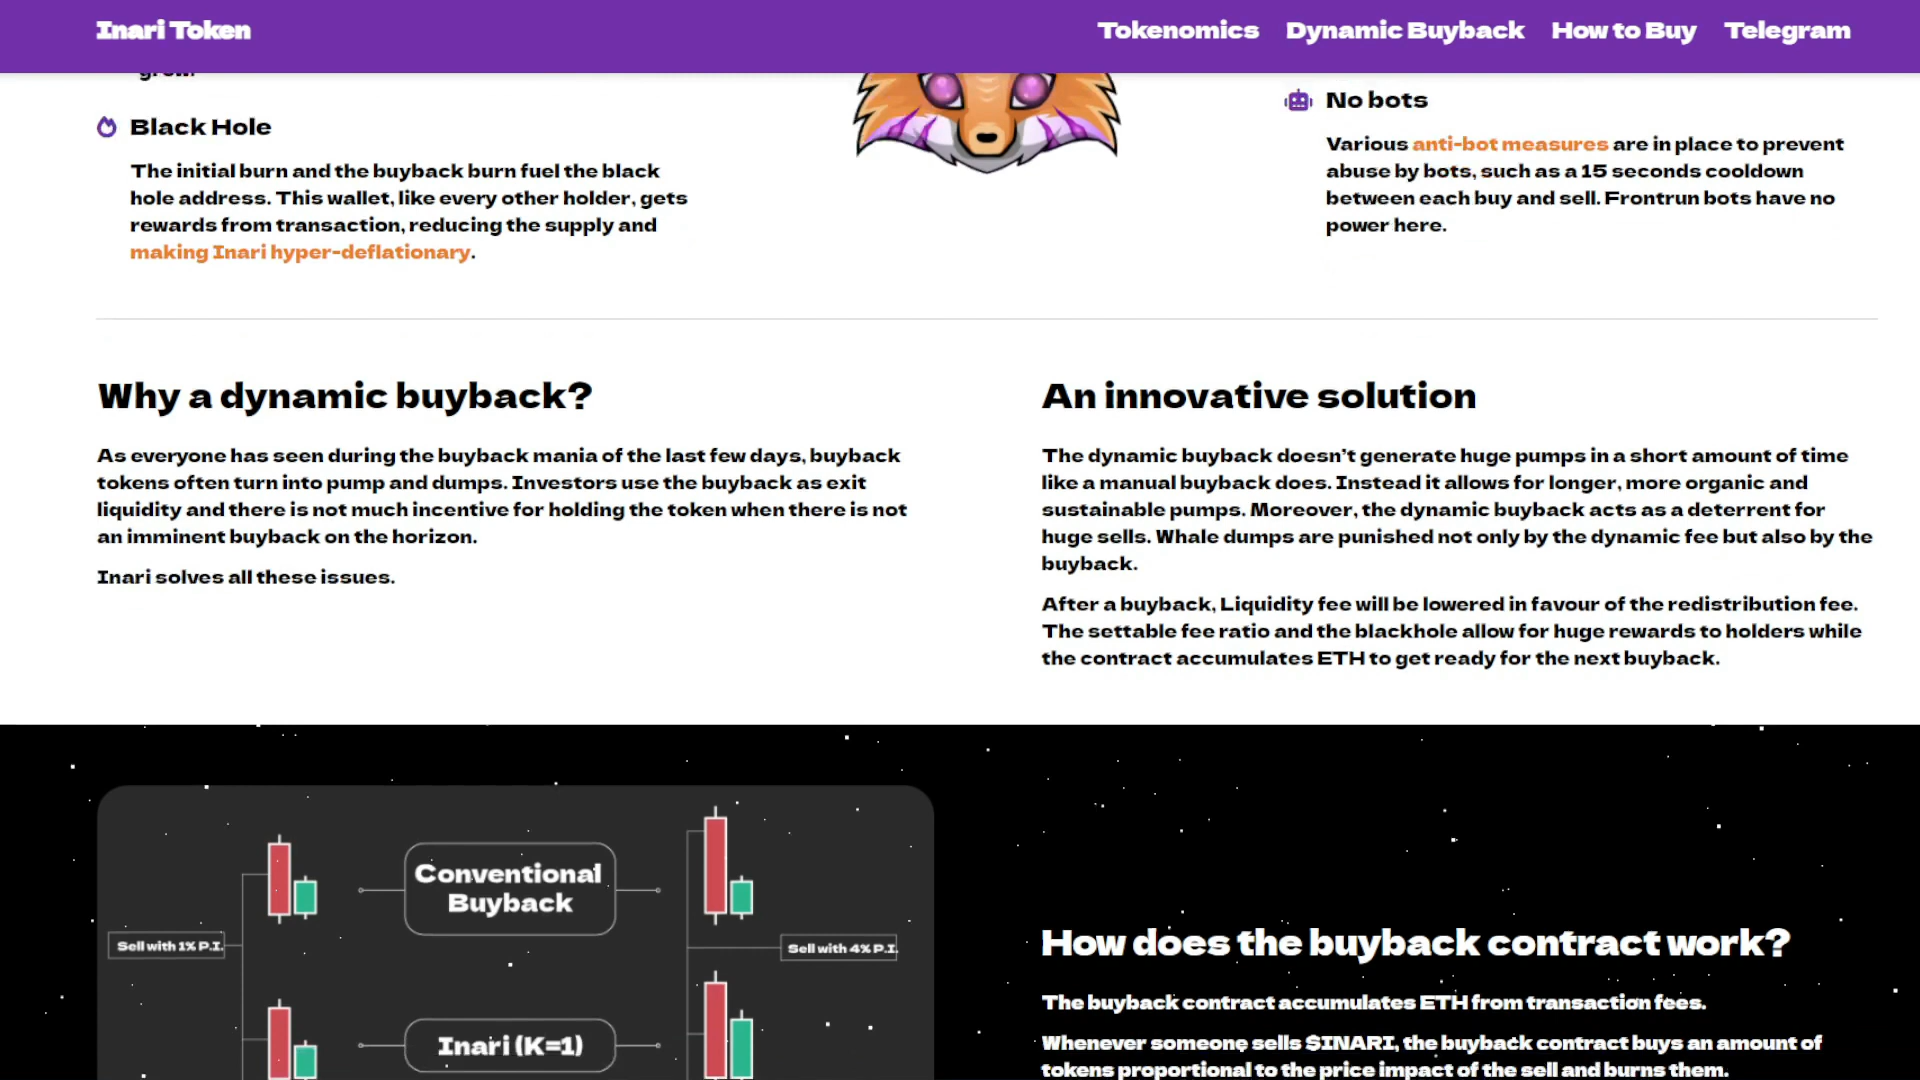 Inari Token
Tokenomics Dynamic Buyback How to Buy Telegram
Black Hole
The initial burn and the buyback burn fuel the black
hole address. This wallet, like every other holder, gets
rewards from transaction, reducing the supply and
making Inari hyper-deflationary.
No bots
Various anti-bot measures are in place to prevent
abuse by bots, such as a 15 seconds cooldown
between each buy and sell. Frontrun bots have no
power here.
Why a dynamic buyback?
As everyone has seen during the buyback mania of the last few days, buyback
tokens often turn into pump and dumps. Investors use the buyback as exit
liquidity and there is not much incentive for holding the token when there is not
an imminent buyback on the horizon.
Inari solves all these issues.
An innovative solution
The dynamic buyback doesn't generate huge pumps in a short amount of time
like a manual buyback does. Instead it allows for longer, more organic and
sustainable pumps. Moreover, the dynamic buyback acts as a deterrent for
huge sells. Whale dumps are punished not only by the dynamic fee but also by the
buyback.
After a buyback, Liquidity fee will be lowered in favour of the redistribution fee.
The settable fee ratio and the blackhole allow for huge rewards to holders while
the contract accumulates ETH to get ready for the next buyback.
Conventional
Buyback
Sell with 1% P.I.
Sell with 4% P.I.
Inari (K=1)
How does the buyback contract work?
The buyback contract accumulates ETH from transaction fees.
Whenever someone sells $INARI, the buyback contract buys an amount of
tokens proportional to the price impact of the sell and burns them.